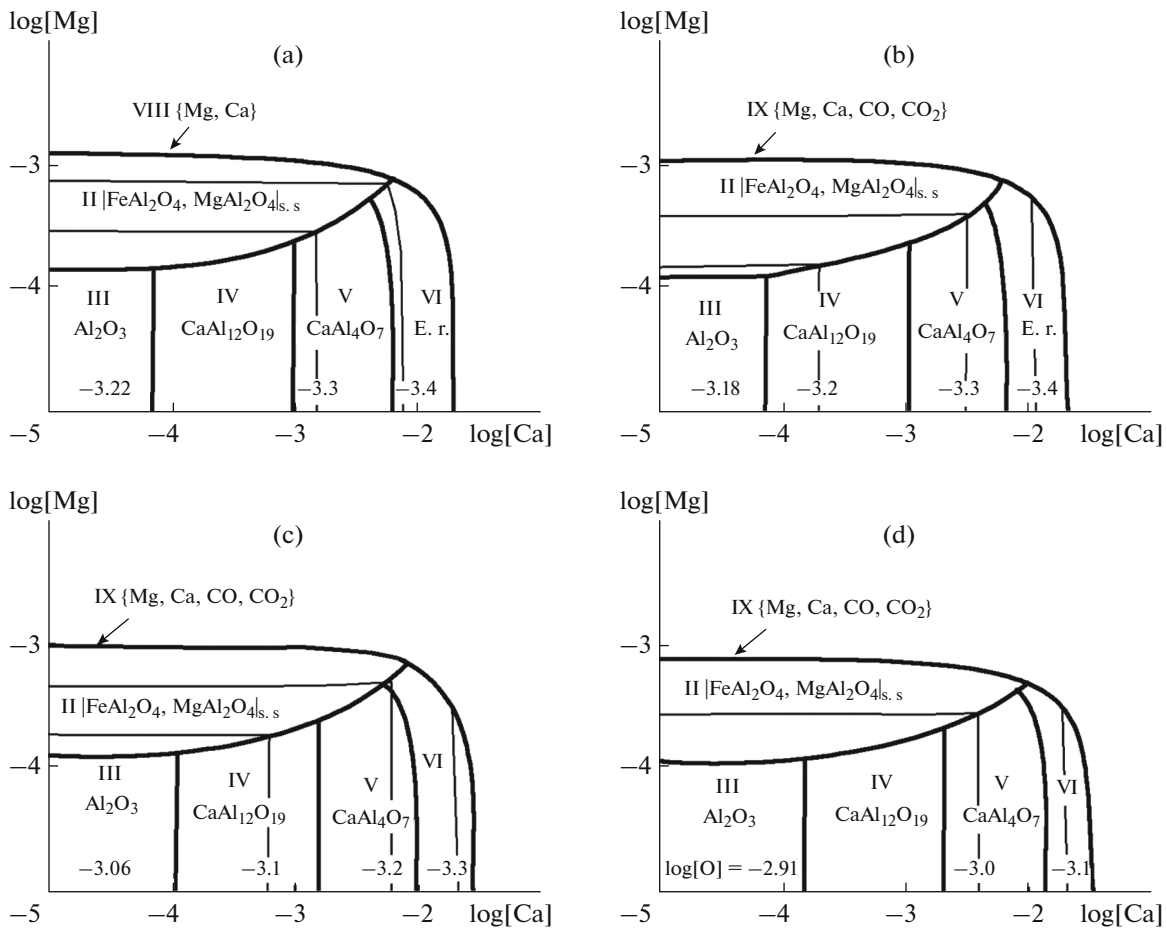 log[Mg]
(a)
VIII {Mg, Ca}
−3
II |FeAl₂O₄, MgAl₂O₄|s. s
−4
III
Al₂O₃
IV
CaAl₁₂O₁₉
V
CaAl₄O₇
VI
E. r.
−3.22
−3.3
−3.4
−5
−4
−3
−2
log[Ca]
log[Mg]
(b)
IX {Mg, Ca, CO, CO₂}
−3
II |FeAl₂O₄, MgAl₂O₄|s. s
−4
III
Al₂O₃
IV
CaAl₁₂O₁₉
V
CaAl₄O₇
VI
E. r.
−3.18
−3.2
−3.3
−3.4
−5
−4
−3
−2
log[Ca]
log[Mg]
(c)
IX {Mg, Ca, CO, CO₂}
−3
II |FeAl₂O₄, MgAl₂O₄|s. s
−4
III
Al₂O₃
IV
CaAl₁₂O₁₉
V
CaAl₄O₇
VI
−3.06
−3.1
−3.2
−3.3
−5
−4
−3
−2
log[Ca]
log[Mg]
(d)
IX {Mg, Ca, CO, CO₂}
−3
II |FeAl₂O₄, MgAl₂O₄|s. s
−4
III
Al₂O₃
IV
CaAl₁₂O₁₉
V
CaAl₄O₇
VI
log[O] = −2.91
−3.0
−3.1
−5
−4
−3
−2
log[Ca]